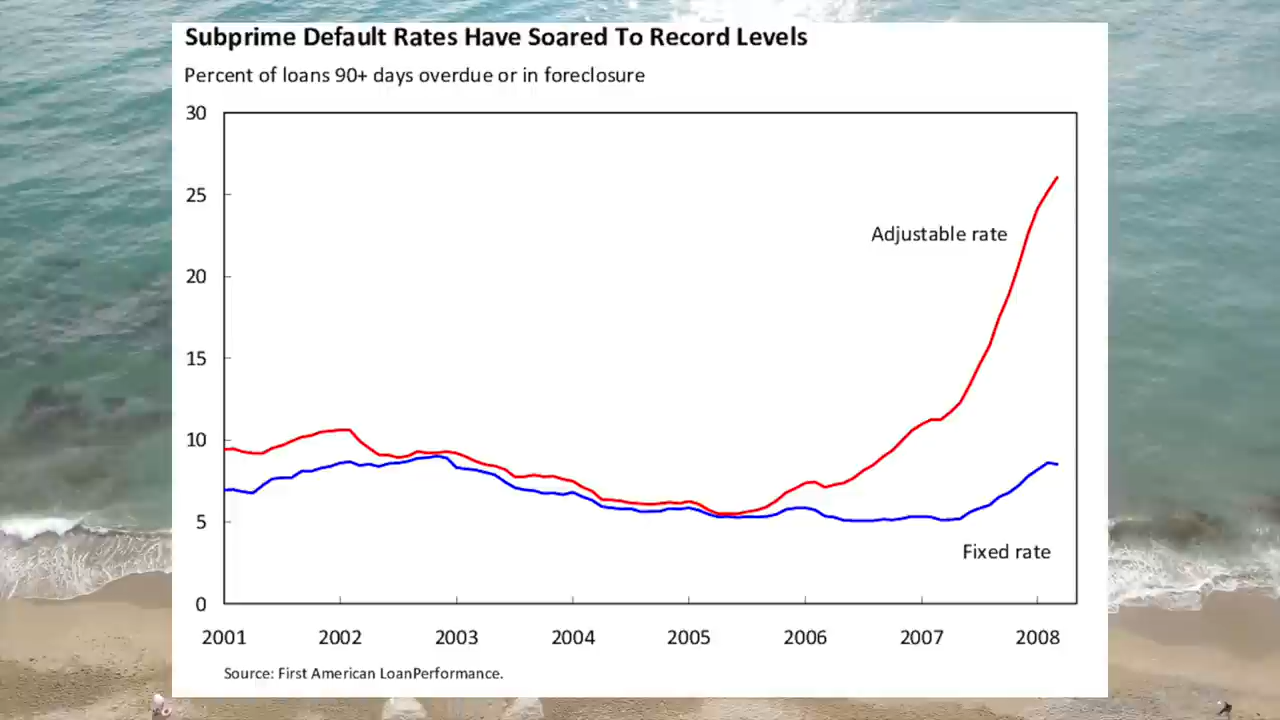 Subprime Default Rates Have Soared To Record Levels
Percent of loans 90+ days overdue or in foreclosure
30
25
Adjustable rate
20
15
10
5
Fixed rate
0
2001 2002 2003 2004 2005 2006 2007 2008
Source: First American LoanPerformance.